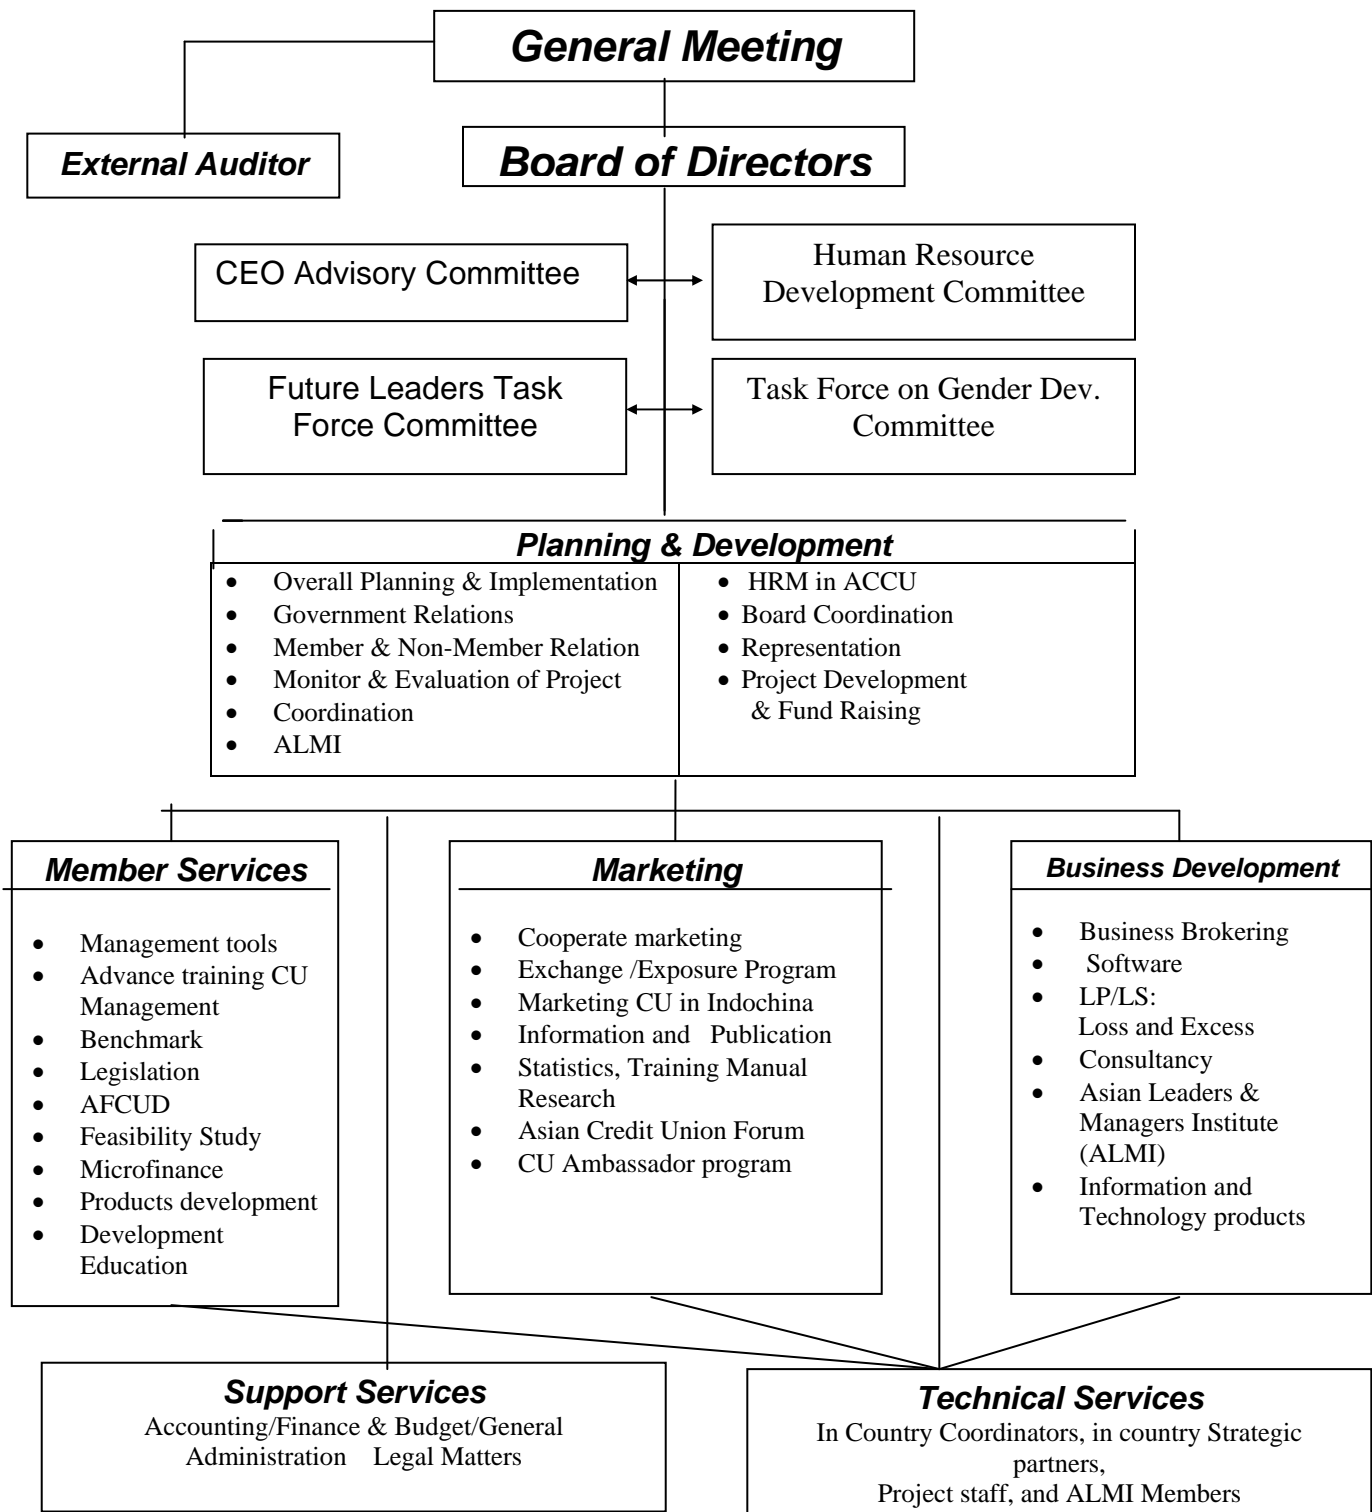 General Meeting
External Auditor
Board of Directors
CEO Advisory Committee
Human Resource
Development Committee
Future Leaders Task
Force Committee
Task Force on Gender Dev.
Committee
Planning & Development
• Overall Planning & Implementation
• Government Relations
• Member & Non-Member Relation
• Monitor & Evaluation of Project
• Coordination
• ALMI
• HRM in ACCU
• Board Coordination
• Representation
• Project Development
& Fund Raising
Member Services
• Management tools
• Advance training CU
Management
• Benchmark
• Legislation
• AFCUD
• Feasibility Study
• Microfinance
• Products development
• Development
Education
Marketing
• Cooperate marketing
• Exchange /Exposure Program
• Marketing CU in Indochina
• Information and Publication
• Statistics, Training Manual
Research
• Asian Credit Union Forum
• CU Ambassador program
Business Development
• Business Brokering
• Software
• LP/LS:
Loss and Excess
• Consultancy
• Asian Leaders &
Managers Institute
(ALMI)
• Information and
Technology products
Support Services
Accounting/Finance & Budget/General
Administration Legal Matters
Technical Services
In Country Coordinators, in country Strategic
partners,
Project staff, and ALMI Members